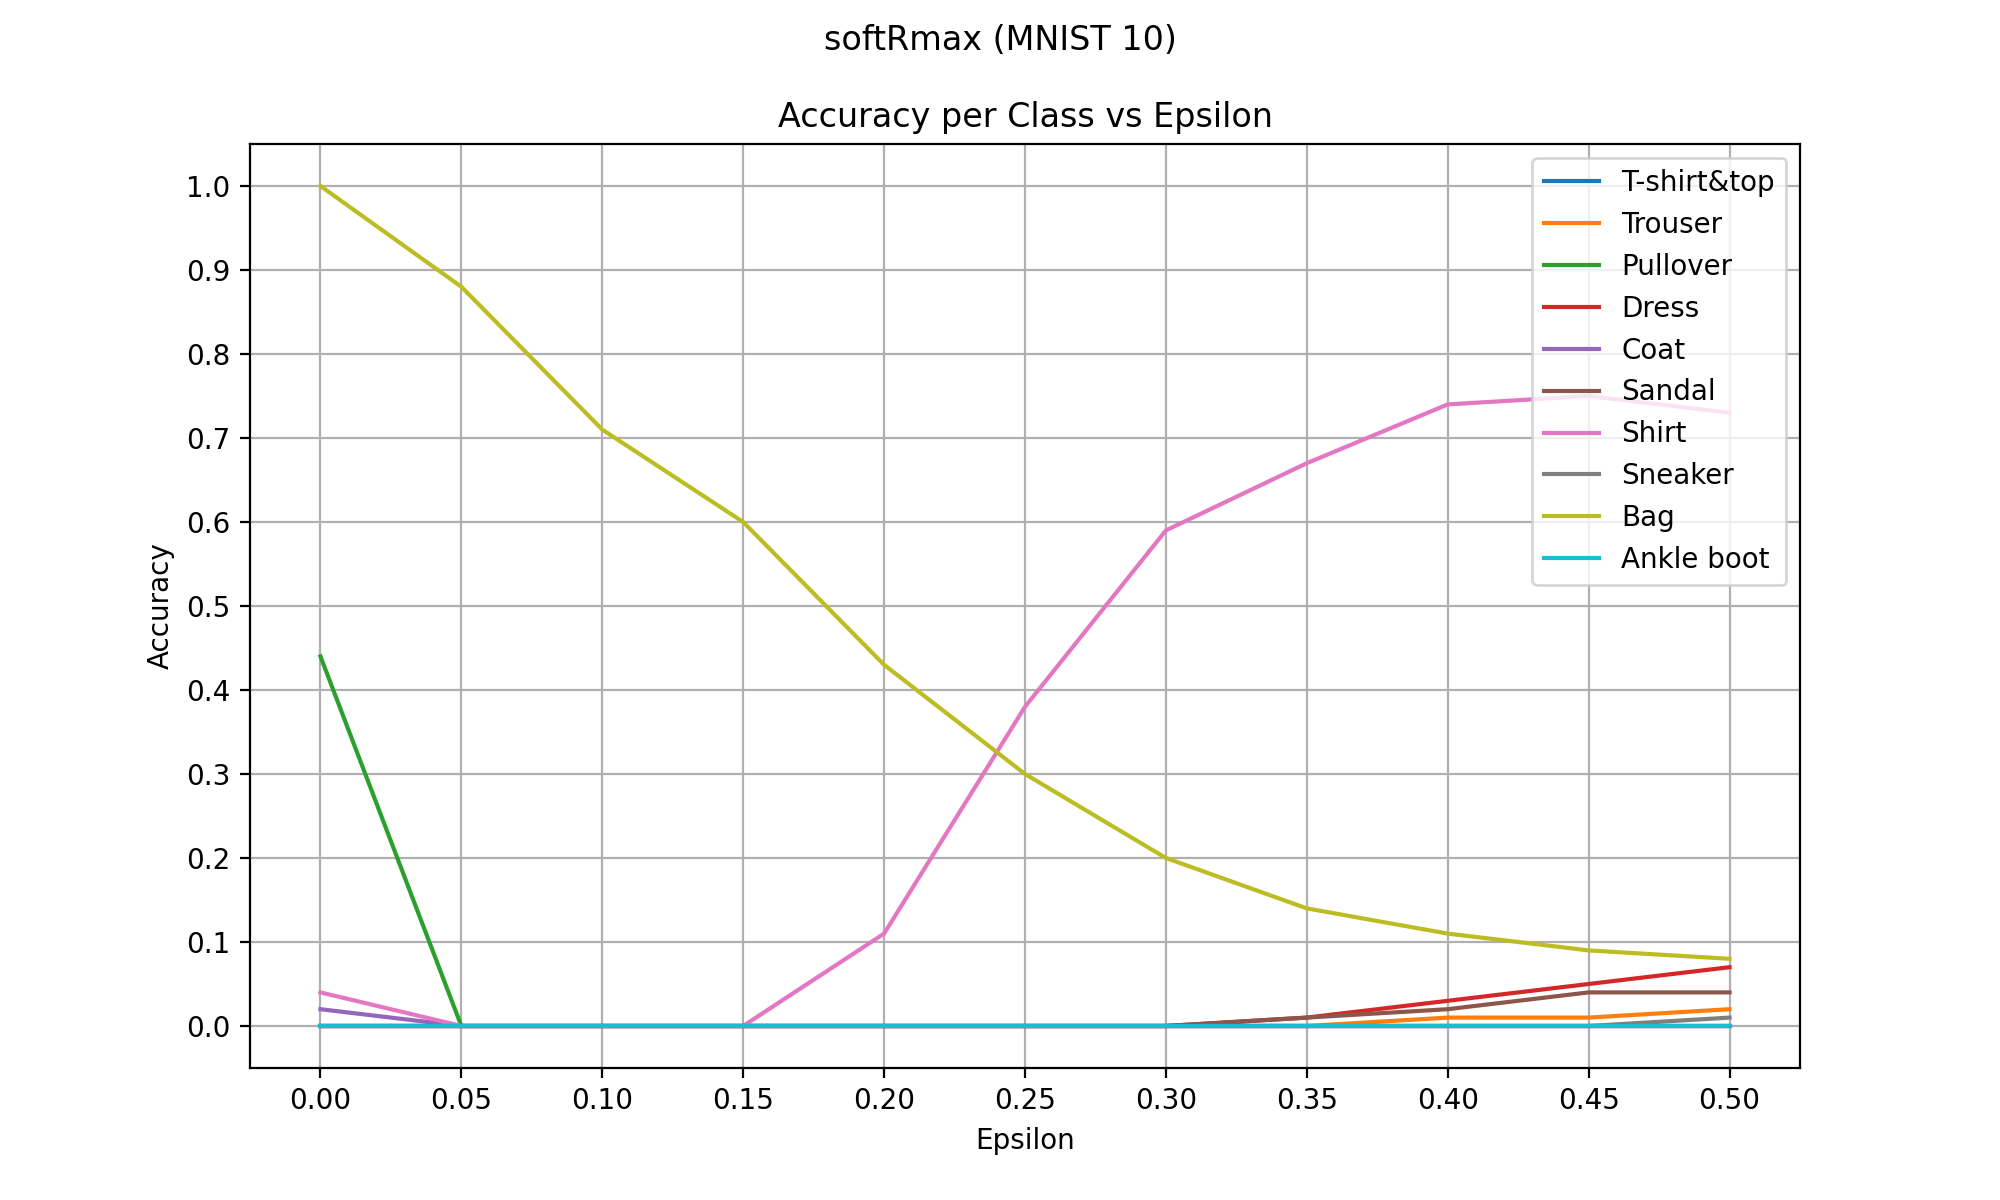 softRmax (MNIST 10)
Accuracy per Class vs Epsilon
1.0
0.9
0.8
0.7
0.6
0.5
0.4
0.3
0.2
0.1
0.0
Accuracy
T-shirt&top
Trouser
Pullover
Dress
Coat
Sandal
Shirt
Sneaker
Bag
Ankle boot
0.00 0.05 0.10 0.15 0.20 0.25 0.30 0.35 0.40 0.45 0.50
Epsilon